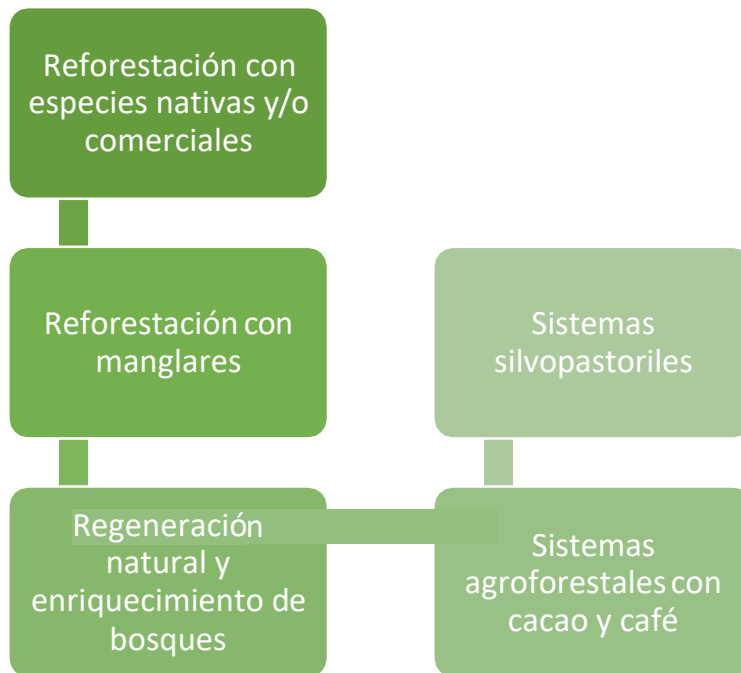 Reforestación con
especies nativas y/o
comerciales
Reforestación con
manglares
Regeneración
natural y
enriquecimiento de
bosques
Sistemas
agroforestales con
cacao y café
Sistemas
silvopastoriles